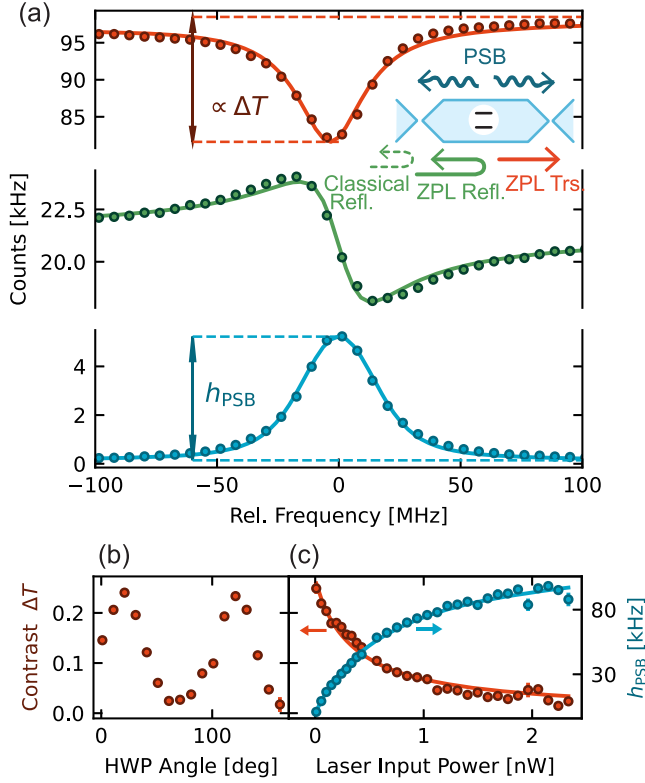 (a)
95
90
85
∝ ΔT
PSB
Classical
Refl.
ZPL Refl.
ZPL Trs.
Counts [kHz]
22.5
20.0
4
2
0
h_PSB
−100 −50 0 50 100
Rel. Frequency [MHz]
(b)
(c)
Contrast ΔT
0.2
0.1
0.0
0 100
HWP Angle [deg]
0 1 2
Laser Input Power [nW]
80
30
h_PSB [kHz]